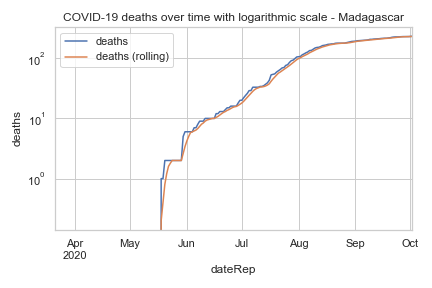 COVID-19 deaths over time with logarithmic scale - Madagascar
deaths
deaths (rolling)
10²
10¹
10⁰
deaths
Apr
2020
May
Jun
Jul
Aug
Sep
Oct
dateRep